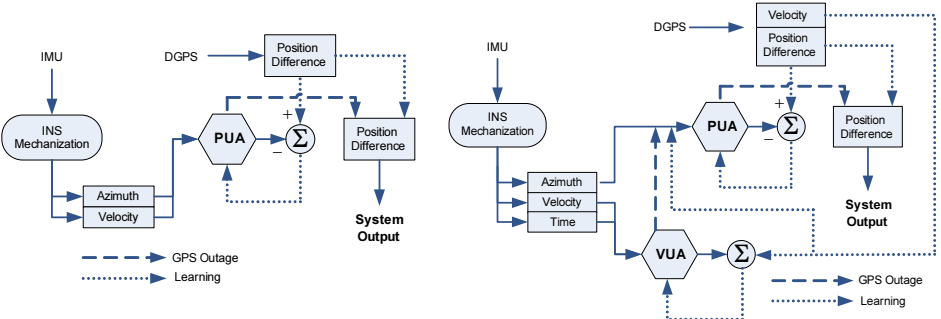 IMU
DGPS
Position
Difference
INS
Mechanization
PUA
+
−
Σ
Position
Difference
Azimuth
Velocity
System
Output
GPS Outage
Learning
IMU
DGPS
Velocity
Position
Difference
INS
Mechanization
PUA
+
−
Σ
Position
Difference
Azimuth
Velocity
Time
System
Output
VUA
Σ
GPS Outage
Learning